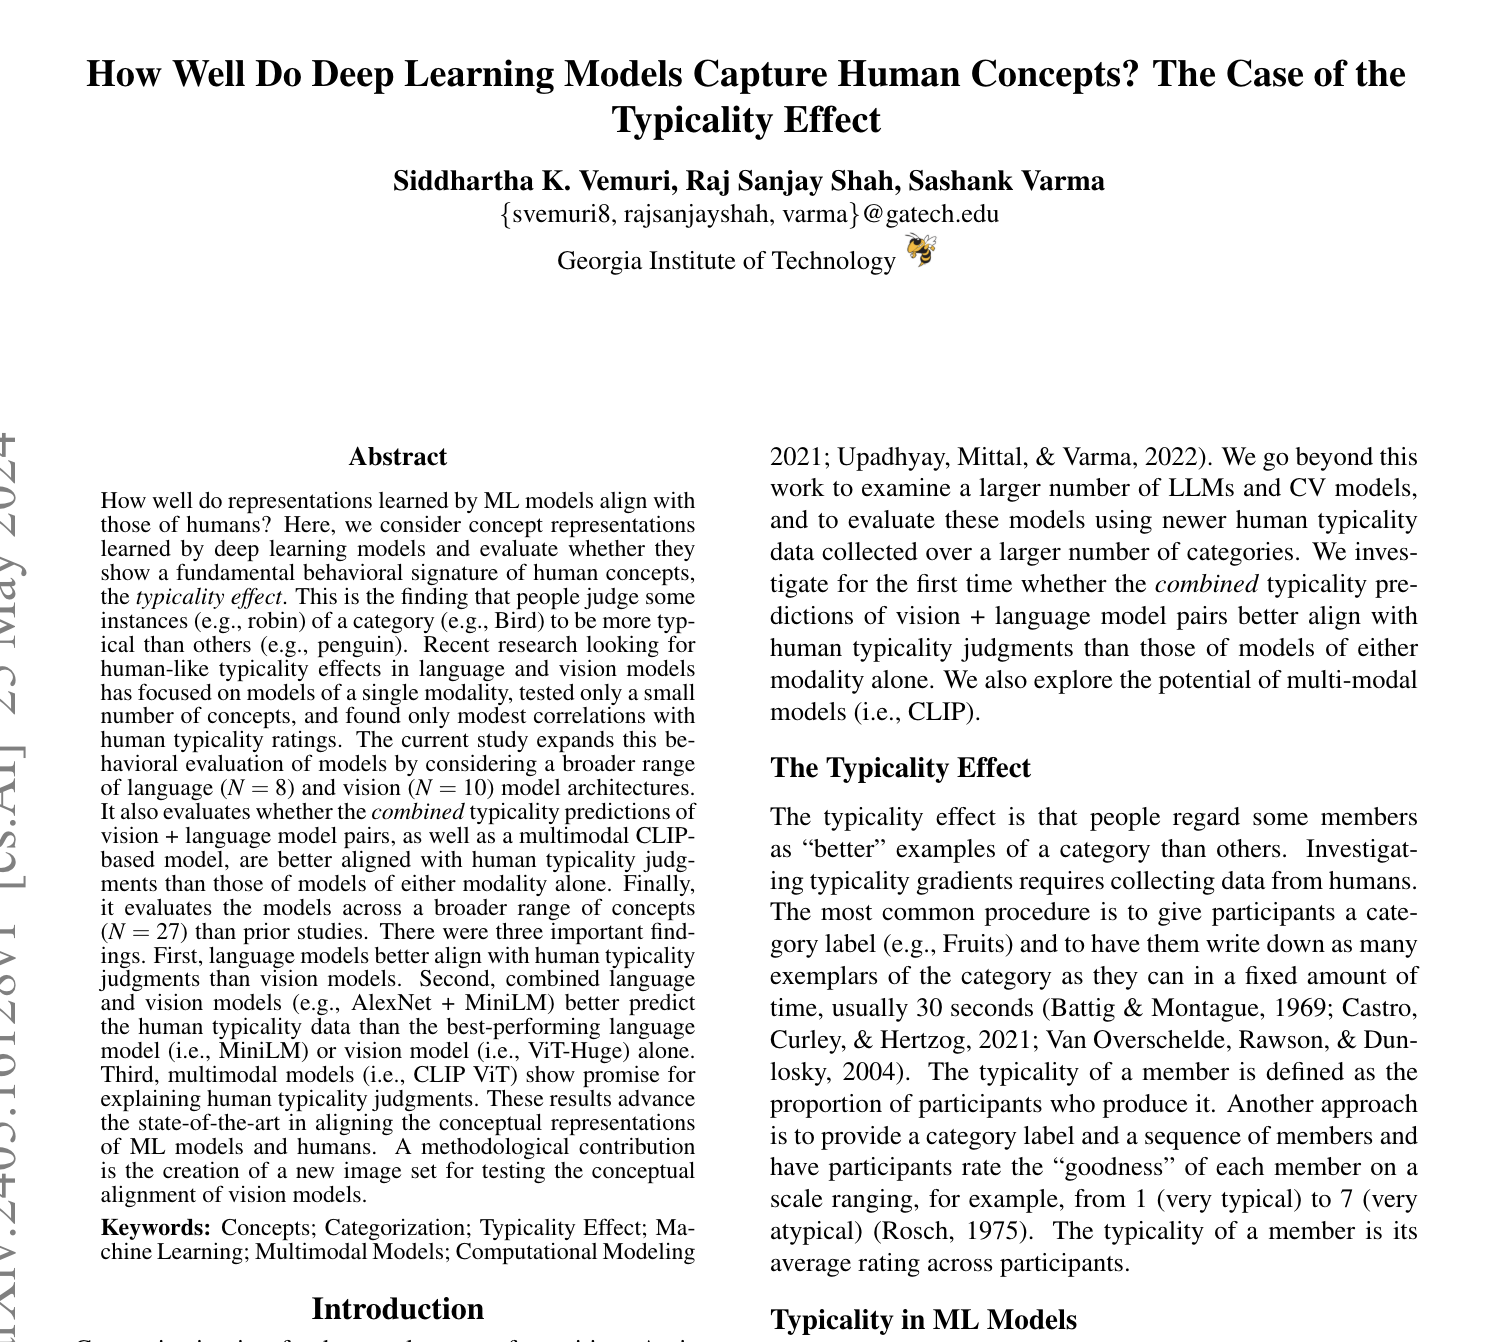 How Well Do Deep Learning Models Capture Human Concepts? The Case of the
Typicality Effect
Siddhartha K. Vemuri, Raj Sanjay Shah, Sashank Varma
{svemuri8, rajsanjayshah, varma}@gatech.edu
Georgia Institute of Technology
Abstract
How well do representations learned by ML models align with
those of humans? Here, we consider concept representations
learned by deep learning models and evaluate whether they
show a fundamental behavioral signature of human concepts,
the typicality effect. This is the finding that people judge some
instances (e.g., robin) of a category (e.g., Bird) to be more typ-
ical than others (e.g., penguin). Recent research looking for
human-like typicality effects in language and vision models
has focused on models of a single modality, tested only a small
number of concepts, and found only modest correlations with
human typicality ratings. The current study expands this be-
havioral evaluation of models by considering a broader range
of language (N = 8) and vision (N = 10) model architectures.
It also evaluates whether the combined typicality predictions of
vision + language model pairs, as well as a multimodal CLIP-
based model, are better aligned with human typicality judg-
ments than those of models of either modality alone. Finally,
it evaluates the models across a broader range of concepts
(N = 27) than prior studies. There were three important find-
ings. First, language models better align with human typicality
judgments than vision models. Second, combined language
and vision models (e.g., AlexNet + MiniLM) better predict
the human typicality data than the best-performing language
model (i.e., MiniLM) or vision model (i.e., ViT-Huge) alone.
Third, multimodal models (i.e., CLIP ViT) show promise for
explaining human typicality judgments. These results advance
the state-of-the-art in aligning the conceptual representations
of ML models and humans. A methodological contribution
is the creation of a new image set for testing the conceptual
alignment of vision models.
Keywords: Concepts; Categorization; Typicality Effect; Ma-
chine Learning; Multimodal Models; Computational Modeling
Introduction
2021; Upadhyay, Mittal, & Varma, 2022). We go beyond this
work to examine a larger number of LLMs and CV models,
and to evaluate these models using newer human typicality
data collected over a larger number of categories. We inves-
tigate for the first time whether the combined typicality pre-
dictions of vision + language model pairs better align with
human typicality judgments than those of models of either
modality alone. We also explore the potential of multi-modal
models (i.e., CLIP).
The Typicality Effect
The typicality effect is that people regard some members
as “better” examples of a category than others. Investigat-
ing typicality gradients requires collecting data from humans.
The most common procedure is to give participants a cate-
gory label (e.g., Fruits) and to have them write down as many
exemplars of the category as they can in a fixed amount of
time, usually 30 seconds (Battig & Montague, 1969; Castro,
Curley, & Hertzog, 2021; Van Overschelde, Rawson, & Dun-
losky, 2004). The typicality of a member is defined as the
proportion of participants who produce it. Another approach
is to provide a category label and a sequence of members and
have participants rate the “goodness” of each member on a
scale ranging, for example, from 1 (very typical) to 7 (very
atypical) (Rosch, 1975). The typicality of a member is its
average rating across participants.
Typicality in ML Models
[cs.AI] 25 May 2024